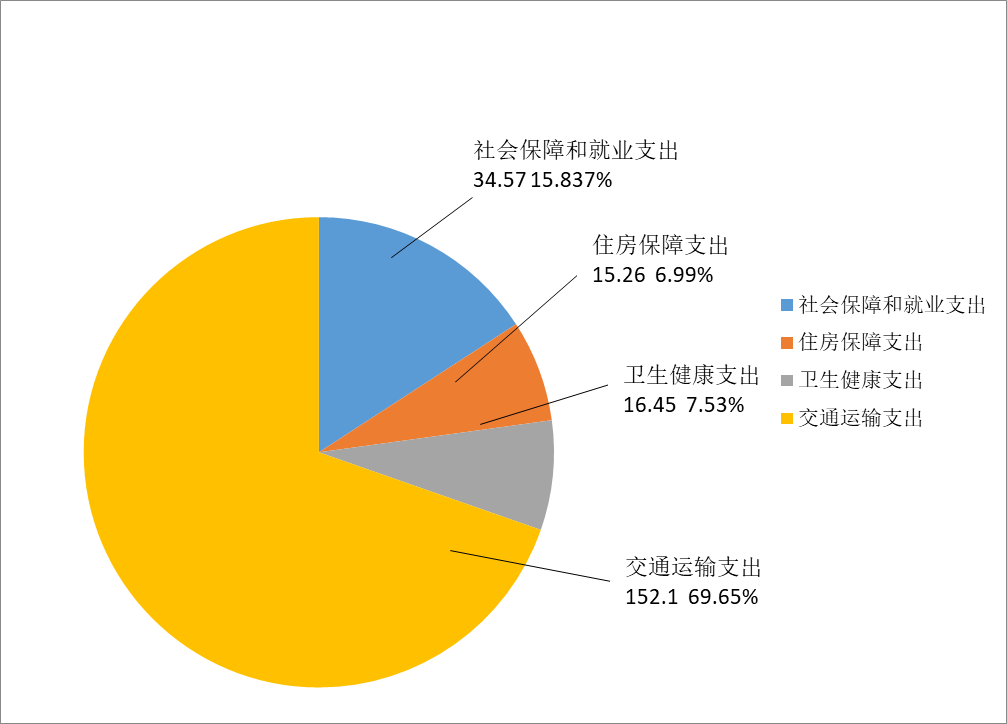 社会保障和就业支出
34.57 15.837%
住房保障支出
15.26 6.99%
卫生健康支出
16.45 7.53%
交通运输支出
152.1 69.65%
社会保障和就业支出
住房保障支出
卫生健康支出
交通运输支出